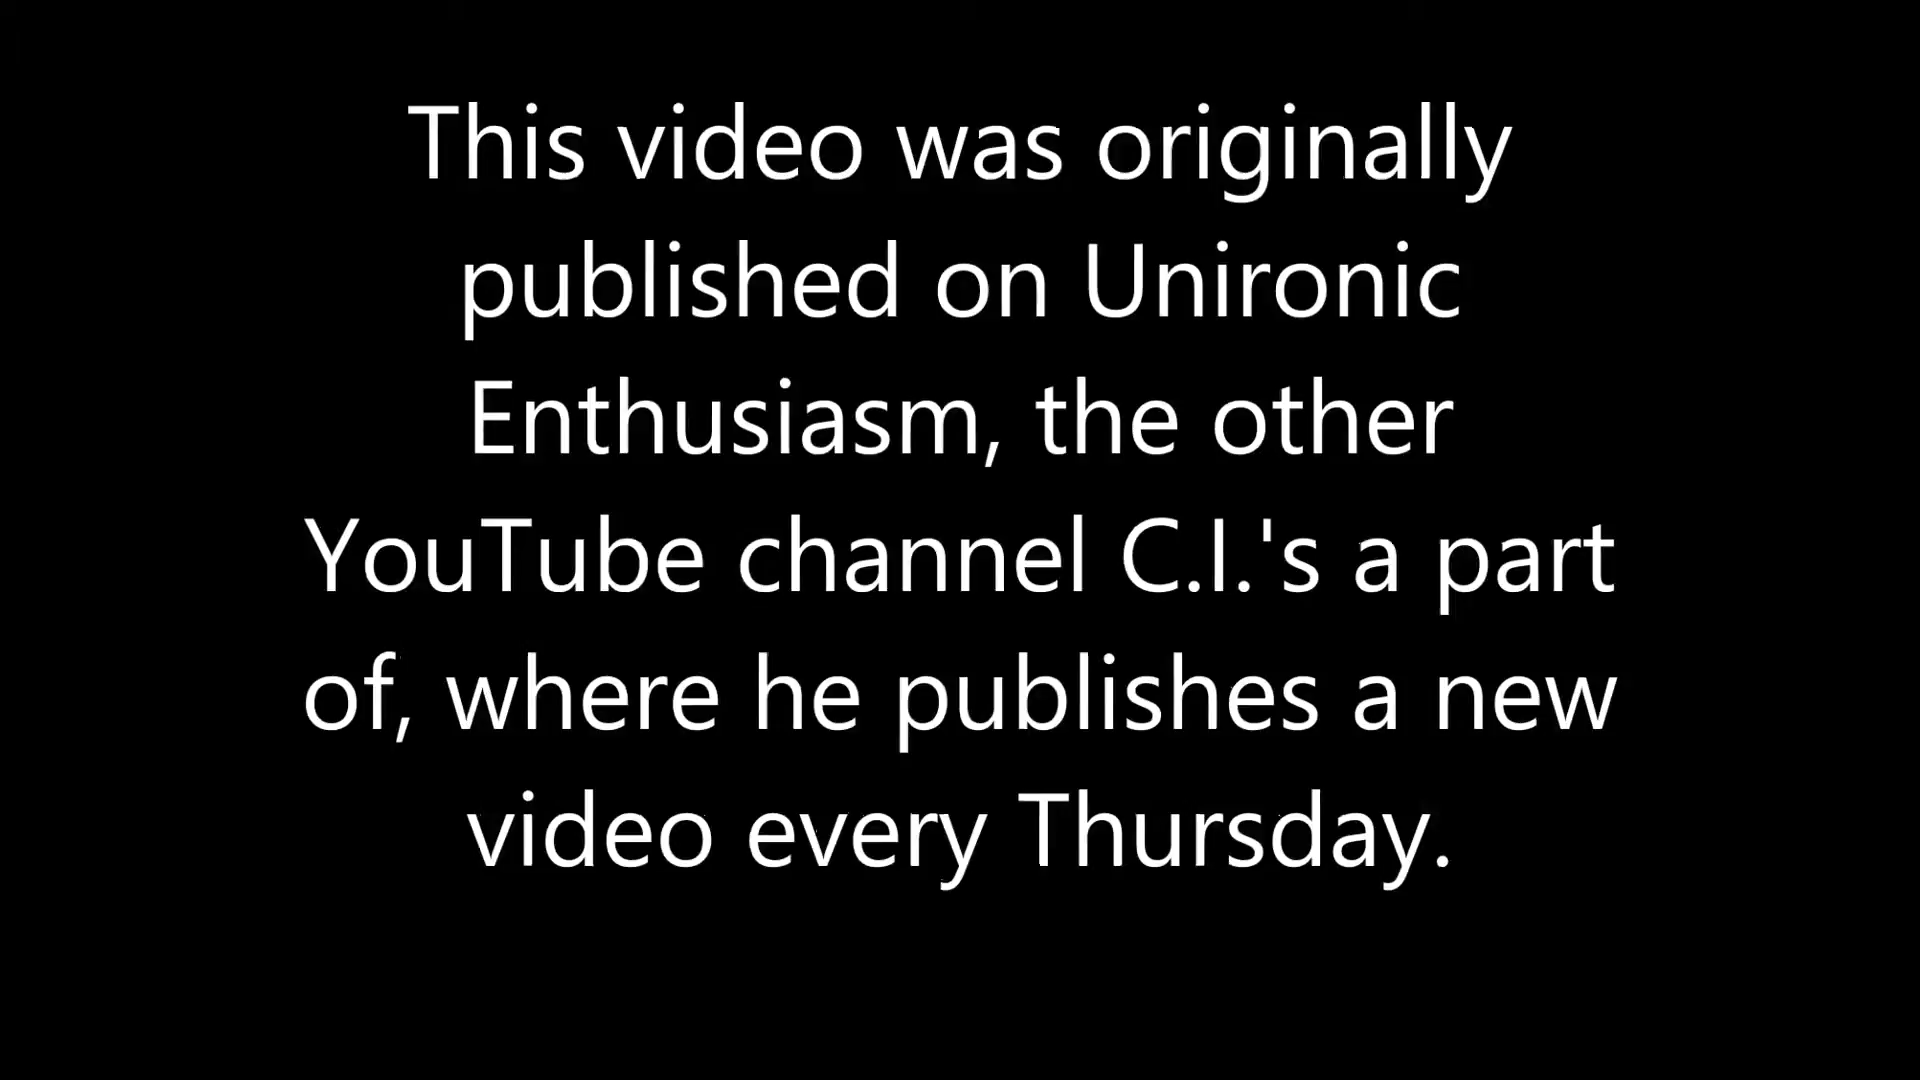 This video was originally
published on Unironic
Enthusiasm, the other
YouTube channel C.I.'s a part
of, where he publishes a new
video every Thursday.